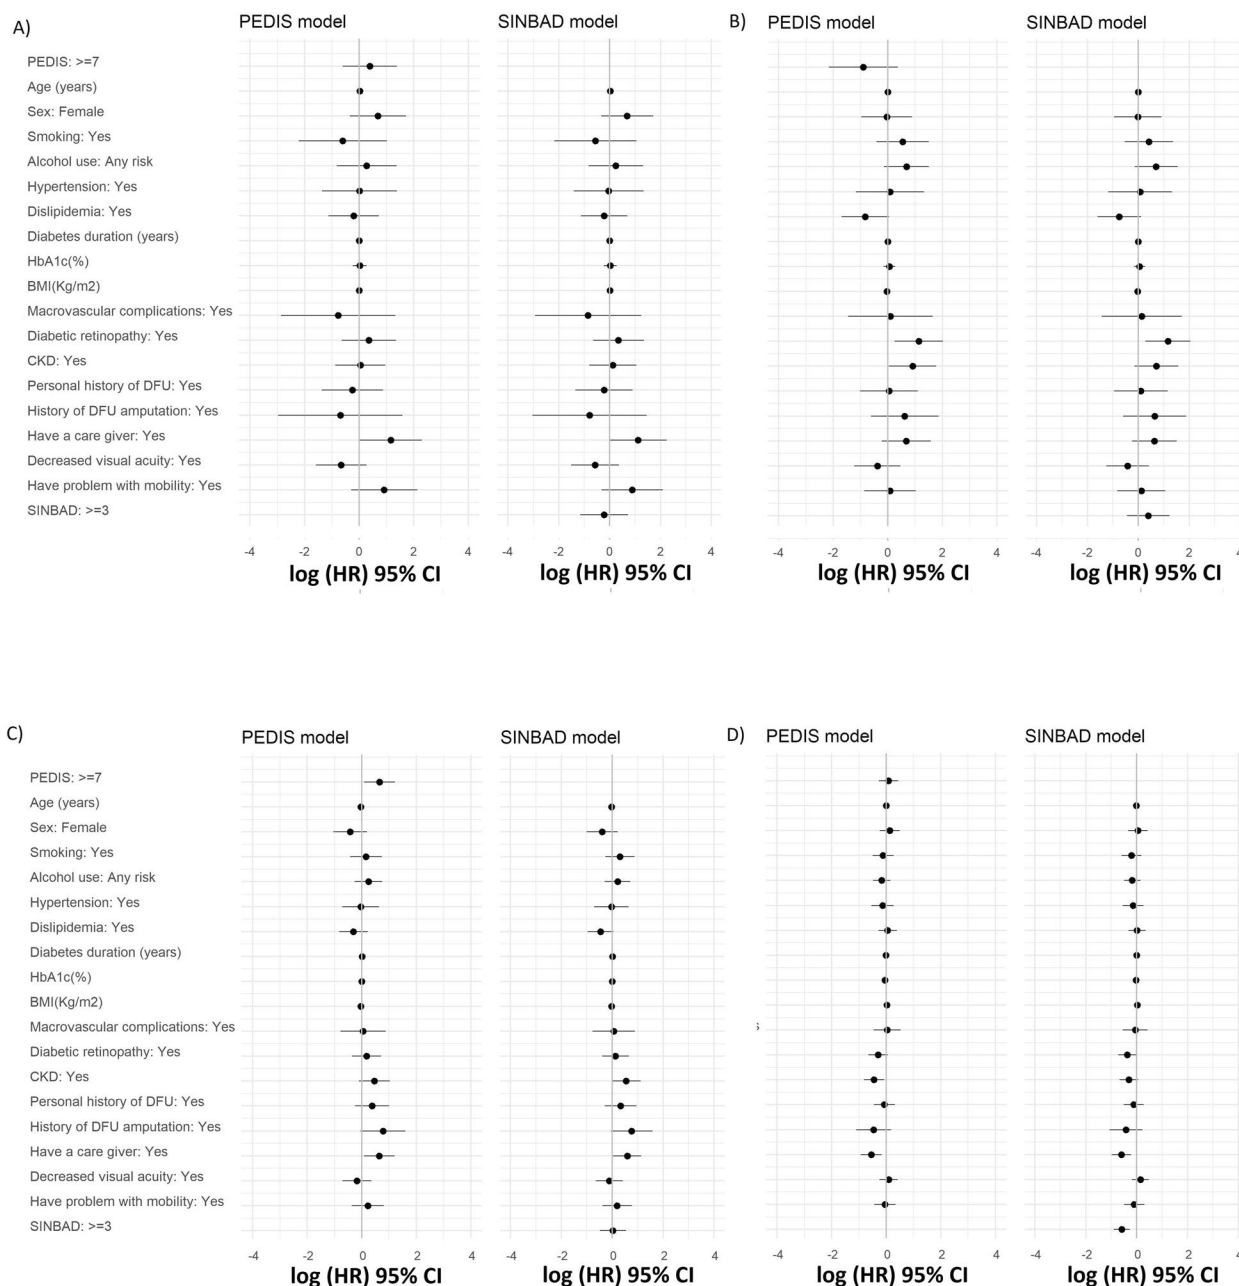 A)
PEDIS model
SINBAD model
B)
PEDIS model
SINBAD model
PEDIS: >=7
Age (years)
Sex: Female
Smoking: Yes
Alcohol use: Any risk
Hypertension: Yes
Dislipidemia: Yes
Diabetes duration (years)
HbA1c(%)
BMI(Kg/m2)
Macrovascular complications: Yes
Diabetic retinopathy: Yes
CKD: Yes
Personal history of DFU: Yes
History of DFU amputation: Yes
Have a care giver: Yes
Decreased visual acuity: Yes
Have problem with mobility: Yes
SINBAD: >=3
-4 -2 0 2 4
-4 -2 0 2 4
-4 -2 0 2 4
-4 -2 0 2 4
log (HR) 95% CI
log (HR) 95% CI
log (HR) 95% CI
log (HR) 95% CI
C)
PEDIS model
SINBAD model
D)
PEDIS model
SINBAD model
PEDIS: >=7
Age (years)
Sex: Female
Smoking: Yes
Alcohol use: Any risk
Hypertension: Yes
Dislipidemia: Yes
Diabetes duration (years)
HbA1c(%)
BMI(Kg/m2)
Macrovascular complications: Yes
s
Diabetic retinopathy: Yes
CKD: Yes
Personal history of DFU: Yes
History of DFU amputation: Yes
Have a care giver: Yes
Decreased visual acuity: Yes
Have problem with mobility: Yes
SINBAD: >=3
-4 -2 0 2 4
-4 -2 0 2 4
-4 -2 0 2 4
-4 -2 0 2 4
log (HR) 95% CI
log (HR) 95% CI
log (HR) 95% CI
log (HR) 95% CI